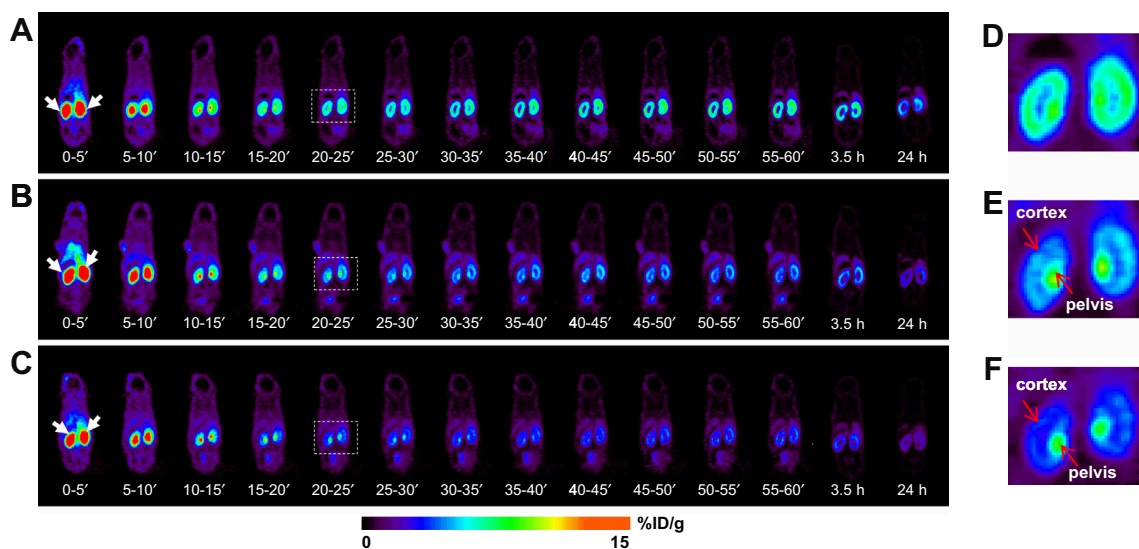 A
0-5′ 5-10′ 10-15′ 15-20′ 20-25′ 25-30′ 30-35′ 35-40′ 40-45′ 45-50′ 50-55′ 55-60′ 3.5 h 24 h
B
0-5′ 5-10′ 10-15′ 15-20′ 20-25′ 25-30′ 30-35′ 35-40′ 40-45′ 45-50′ 50-55′ 55-60′ 3.5 h 24 h
C
0-5′ 5-10′ 10-15′ 15-20′ 20-25′ 25-30′ 30-35′ 35-40′ 40-45′ 45-50′ 50-55′ 55-60′ 3.5 h 24 h
%ID/g
0 15
D
E
cortex
pelvis
F
cortex
pelvis